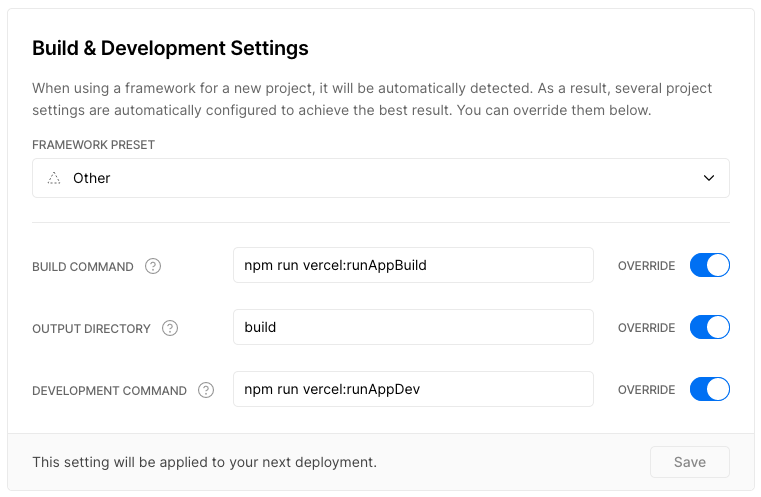 Build & Development Settings
When using a framework for a new project, it will be automatically detected. As a result, several project
settings are automatically configured to achieve the best result. You can override them below.
FRAMEWORK PRESET
Other
BUILD COMMAND ? npm run vercel:runAppBuild OVERRIDE
OUTPUT DIRECTORY ? build OVERRIDE
DEVELOPMENT COMMAND ? npm run vercel:runAppDev OVERRIDE
This setting will be applied to your next deployment. Save